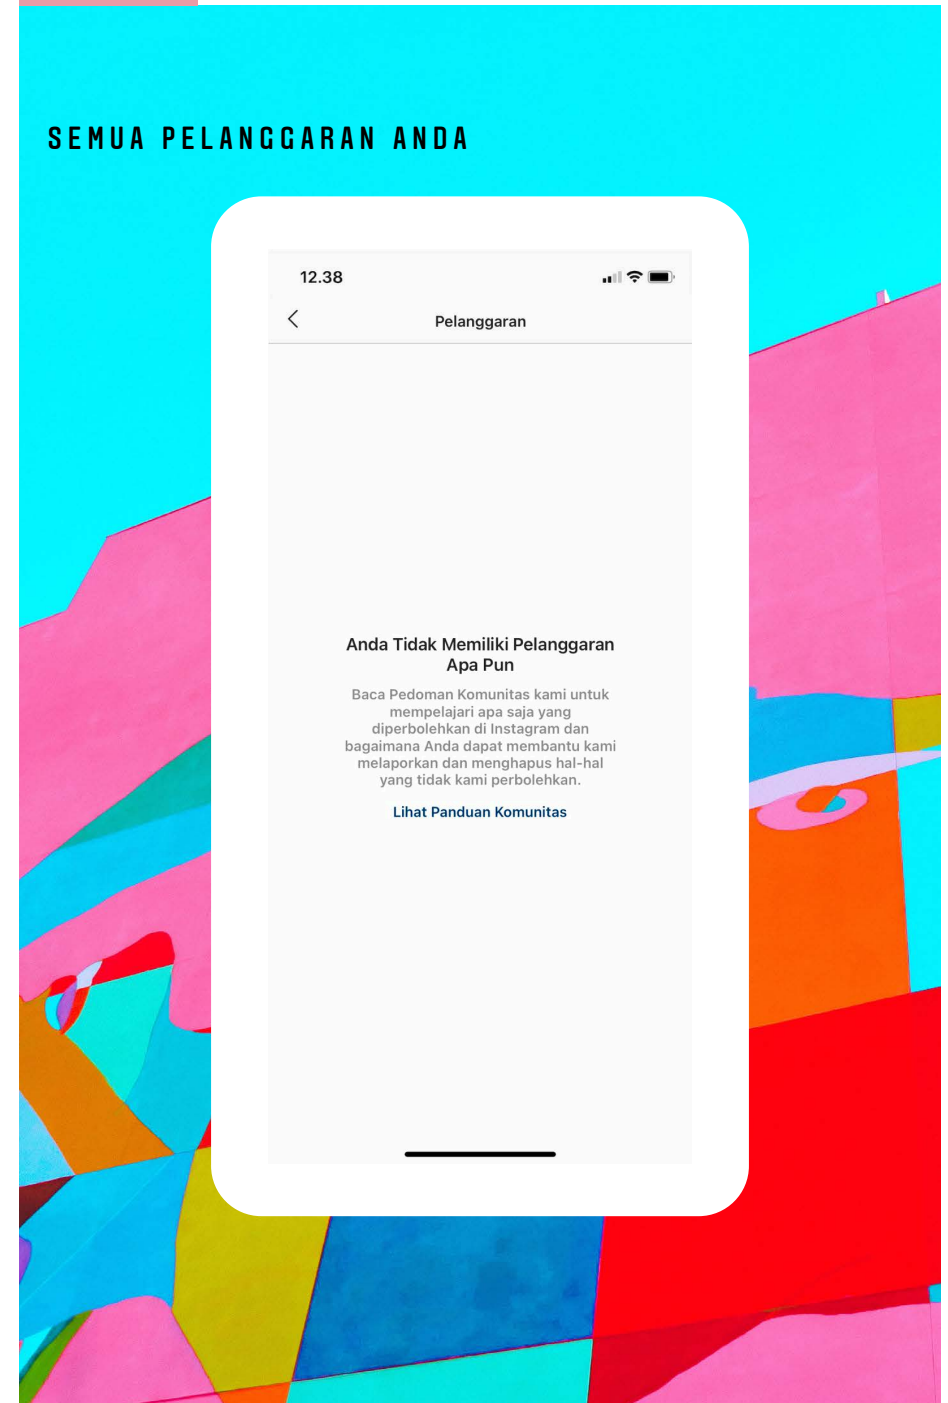 SEMUA PELANGGARAN ANDA
12.38
Pelanggaran
Anda Tidak Memiliki Pelanggaran
Apa Pun
Baca Pedoman Komunitas kami untuk
mempelajari apa saja yang
diperbolehkan di Instagram dan
bagaimana Anda dapat membantu kami
melaporkan dan menghapus hal-hal
yang tidak kami perbolehkan.
Lihat Panduan Komunitas